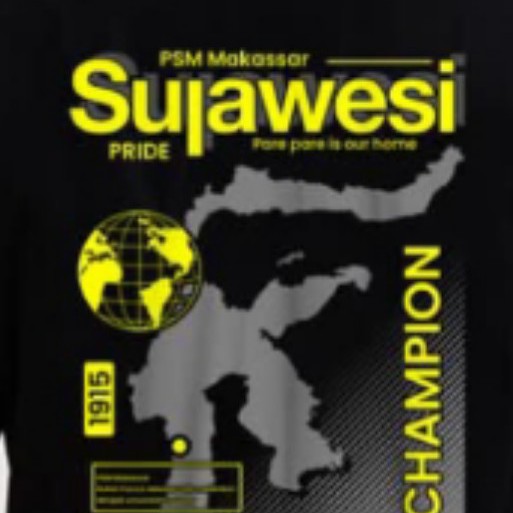 PSM Makassar
Sulawesi
PRIDE
Pare pare is our home
CHAMPION
1915